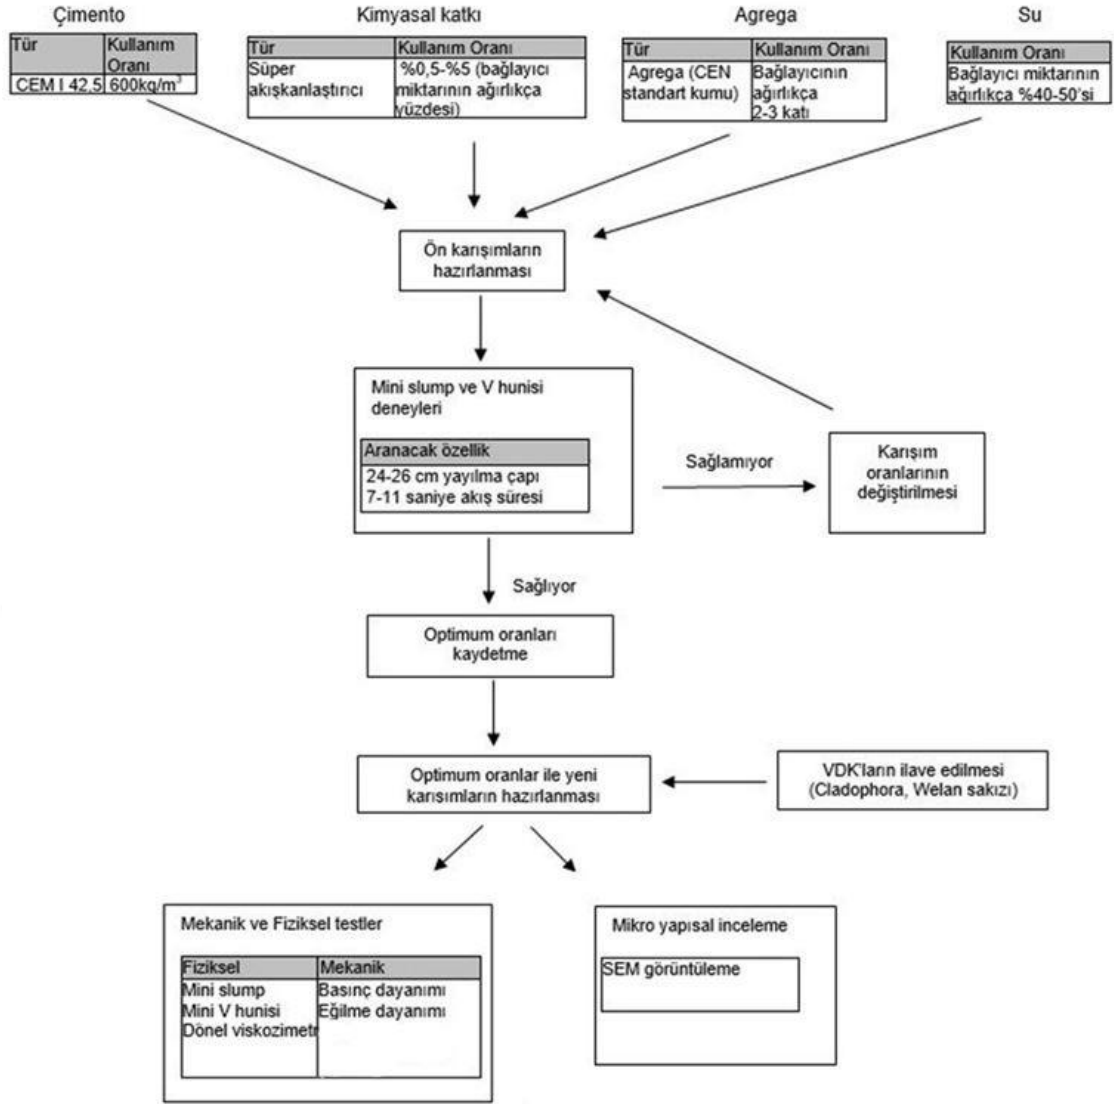 Çimento
Kimyasal katkı
Agrega
Su
Tür
Kullanım
Oranı
CEM I 42.5
600kg/m³
Tür
Kullanım Oranı
Süper
akışkanlaştırıcı
%0,5-%5 (bağlayıcı
miktarının ağırlıkça
yüzdesi)
Tür
Kullanım Oranı
Agrega (CEN
standart kumu)
Bağlayıcının
ağırlıkça
2-3 katı
Kullanım Oranı
Bağlayıcı miktarının
ağırlıkça %40-50'si
Ön karışımların
hazırlanması
Mini slump ve V hunisi
deneyleri
Aranacak özellik
24-26 cm yayılma çapı
7-11 saniye akış süresi
Sağlamıyor
Karışım
oranlarının
değiştirilmesi
Sağlıyor
Optimum oranları
kaydetme
Optimum oranlar ile yeni
karısımların hazırlanması
VDK'ların ilave edilmesi
(Cladophora, Welan sakızı)
Mekanik ve Fiziksel testler
Fiziksel
Mekanik
Mini slump
Mini V hunisi
Dönel viskozimetr
Basınç dayanımı
Eğilme dayanımı
Mikro yapısal inceleme
SEM görüntüleme